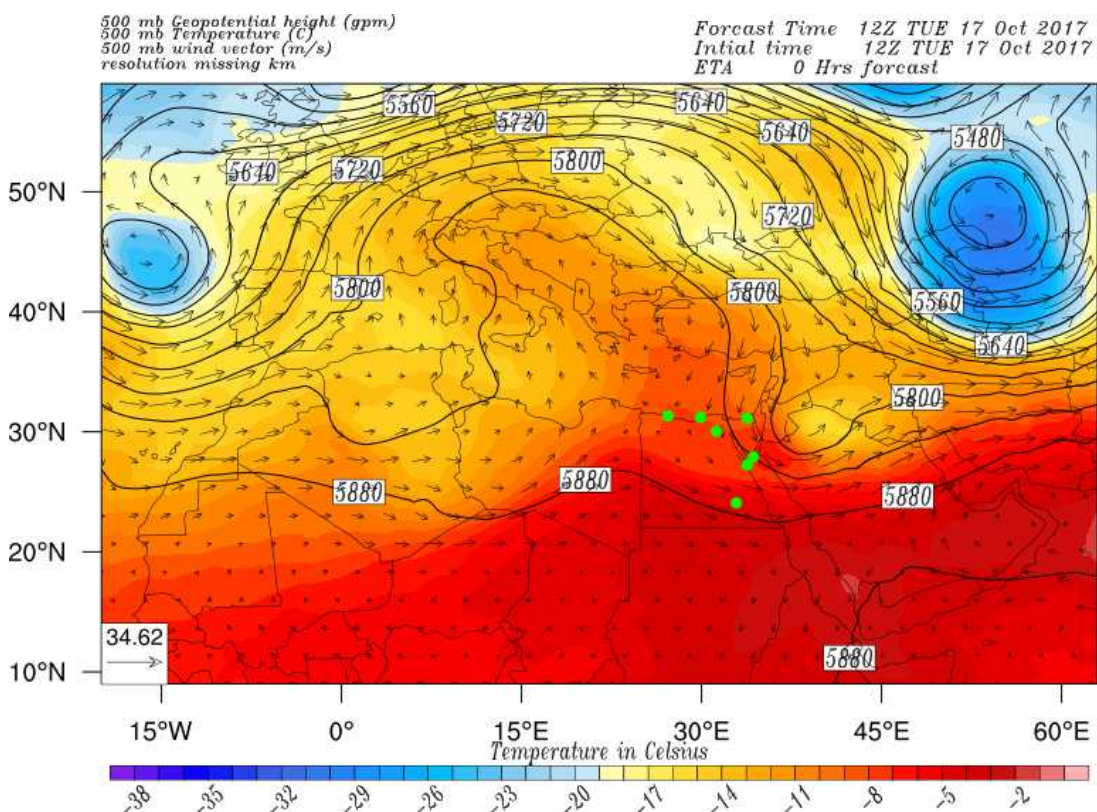 500 mb Geopotential height (gpm)
500 mb Temperature (C)
500 mb wind vector (m/s)
resolution missing km
Forcast Time 12Z TUE 17 Oct 2017
Intial time 12Z TUE 17 Oct 2017
ETA 0 Hrs forcast
5560
5640
5720
5640
5480
5640
5720
5800
5720
50°N
5800
5800
5560
40°N
5640
5800
30°N
5880
5880
5880
20°N
34.62
5880
10°N
15°W 0° 15°E 30°E 45°E 60°E
Temperature in Celsius
-38 -35 -32 -29 -26 -23 -20 -17 -14 -11 -8 -5 -2